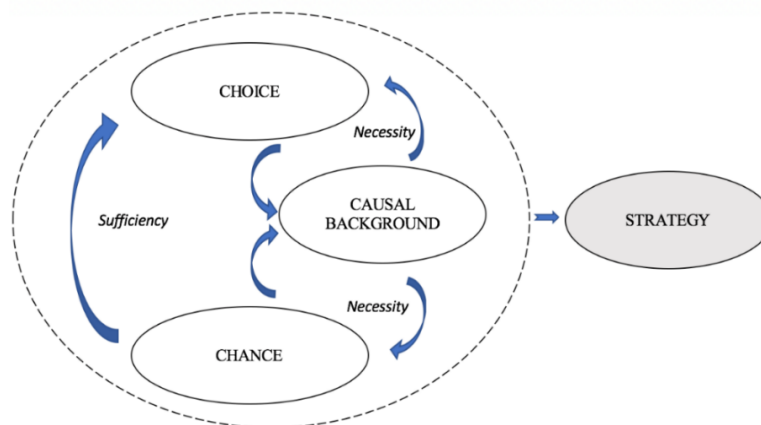 CHOICE
Necessity
CAUSAL
BACKGROUND
STRATEGY
Sufficiency
Necessity
CHANCE